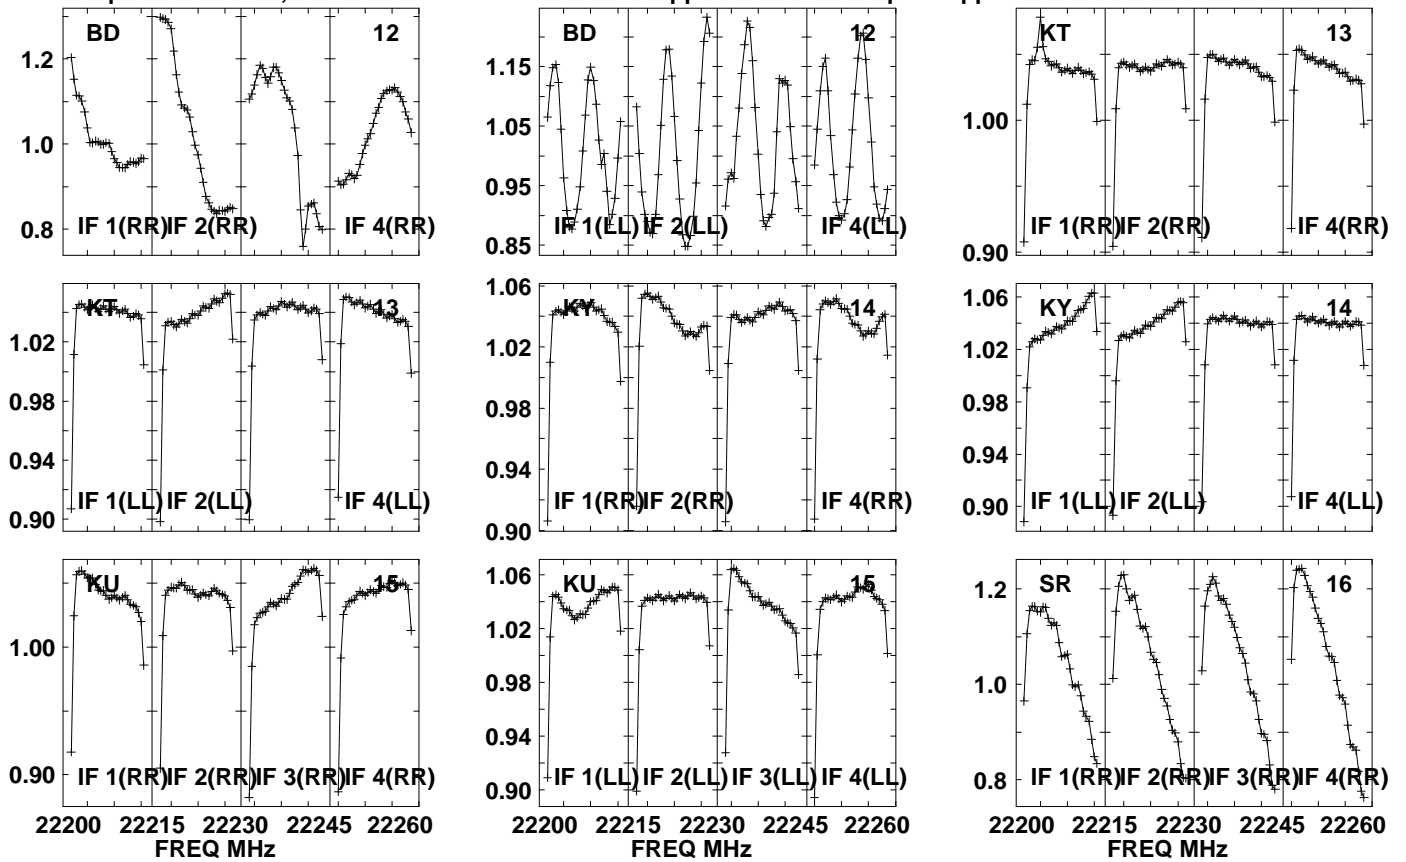 BD 12
1.2
1.0
0.8
IF 1(RR) IF 2(RR) IF 4(RR)
BD 12
1.15
1.05
0.95
0.85
IF 1(LL) IF 2(LL) IF 4(LL)
KT 13
1.00
0.90
IF 1(RR) IF 2(RR) IF 4(RR)
KT 13
1.02
0.98
0.94
0.90
IF 1(LL) IF 2(LL) IF 4(LL)
KY 14
1.06
1.02
0.98
0.94
0.90
IF 1(RR) IF 2(RR) IF 4(RR)
KY 14
1.06
1.02
0.98
0.94
0.90
IF 1(LL) IF 2(LL) IF 4(LL)
KU 15
1.00
0.90
IF 1(RR) IF 2(RR) IF 3(RR) IF 4(RR)
22200 22215 22230 22245 22260
FREQ MHz
KU 15
1.06
1.02
0.98
0.94
0.90
IF 1(LL) IF 2(LL) IF 3(LL) IF 4(LL)
22200 22215 22230 22245 22260
FREQ MHz
SR 16
1.2
1.0
0.8
IF 1(RR) IF 2(RR) IF 3(RR) IF 4(RR)
22200 22215 22230 22245 22260
FREQ MHz